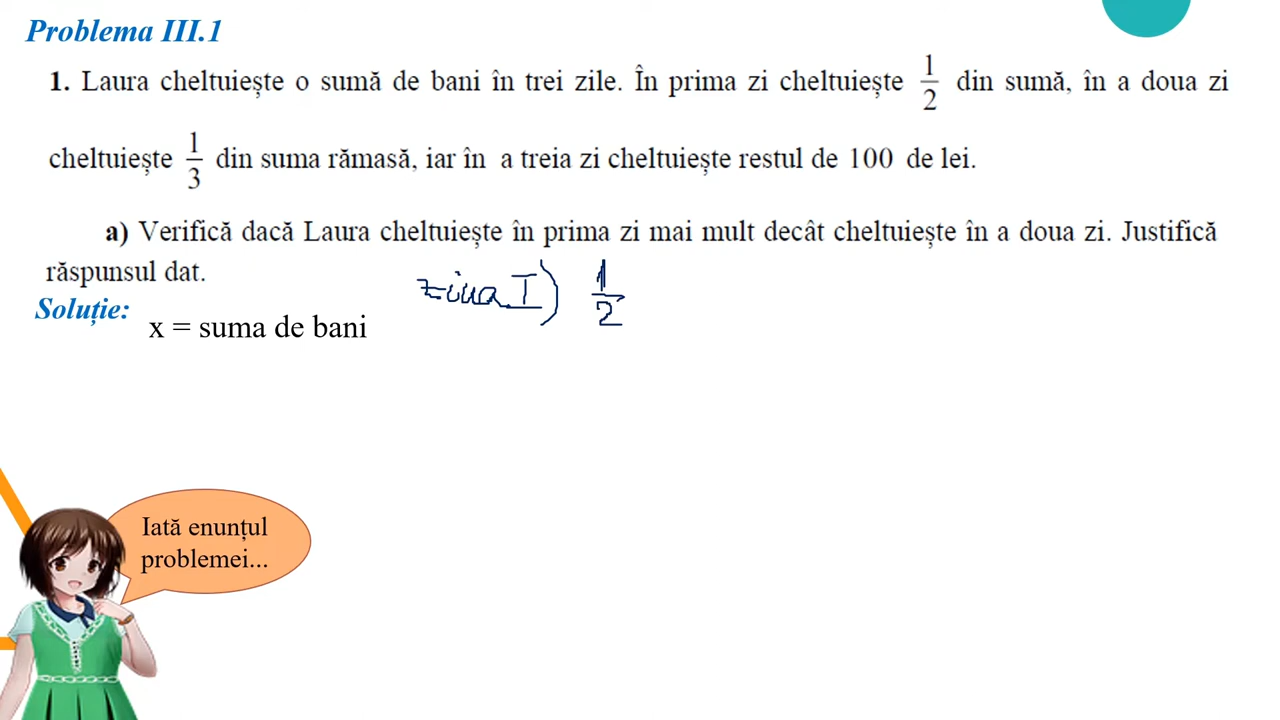 Problema III.1
1. Laura cheltuiește o sumă de bani în trei zile. În prima zi cheltuiește 1/2 din sumă, în a doua zi
cheltuiește 1/3 din suma rămasă, iar în a treia zi cheltuiește restul de 100 de lei.
a) Verifică dacă Laura cheltuiește în prima zi mai mult decât cheltuiește în a doua zi. Justifică
răspunsul dat.
ziua I) 1/2
Soluție:
x = suma de bani
Iată enunțul
problemei...